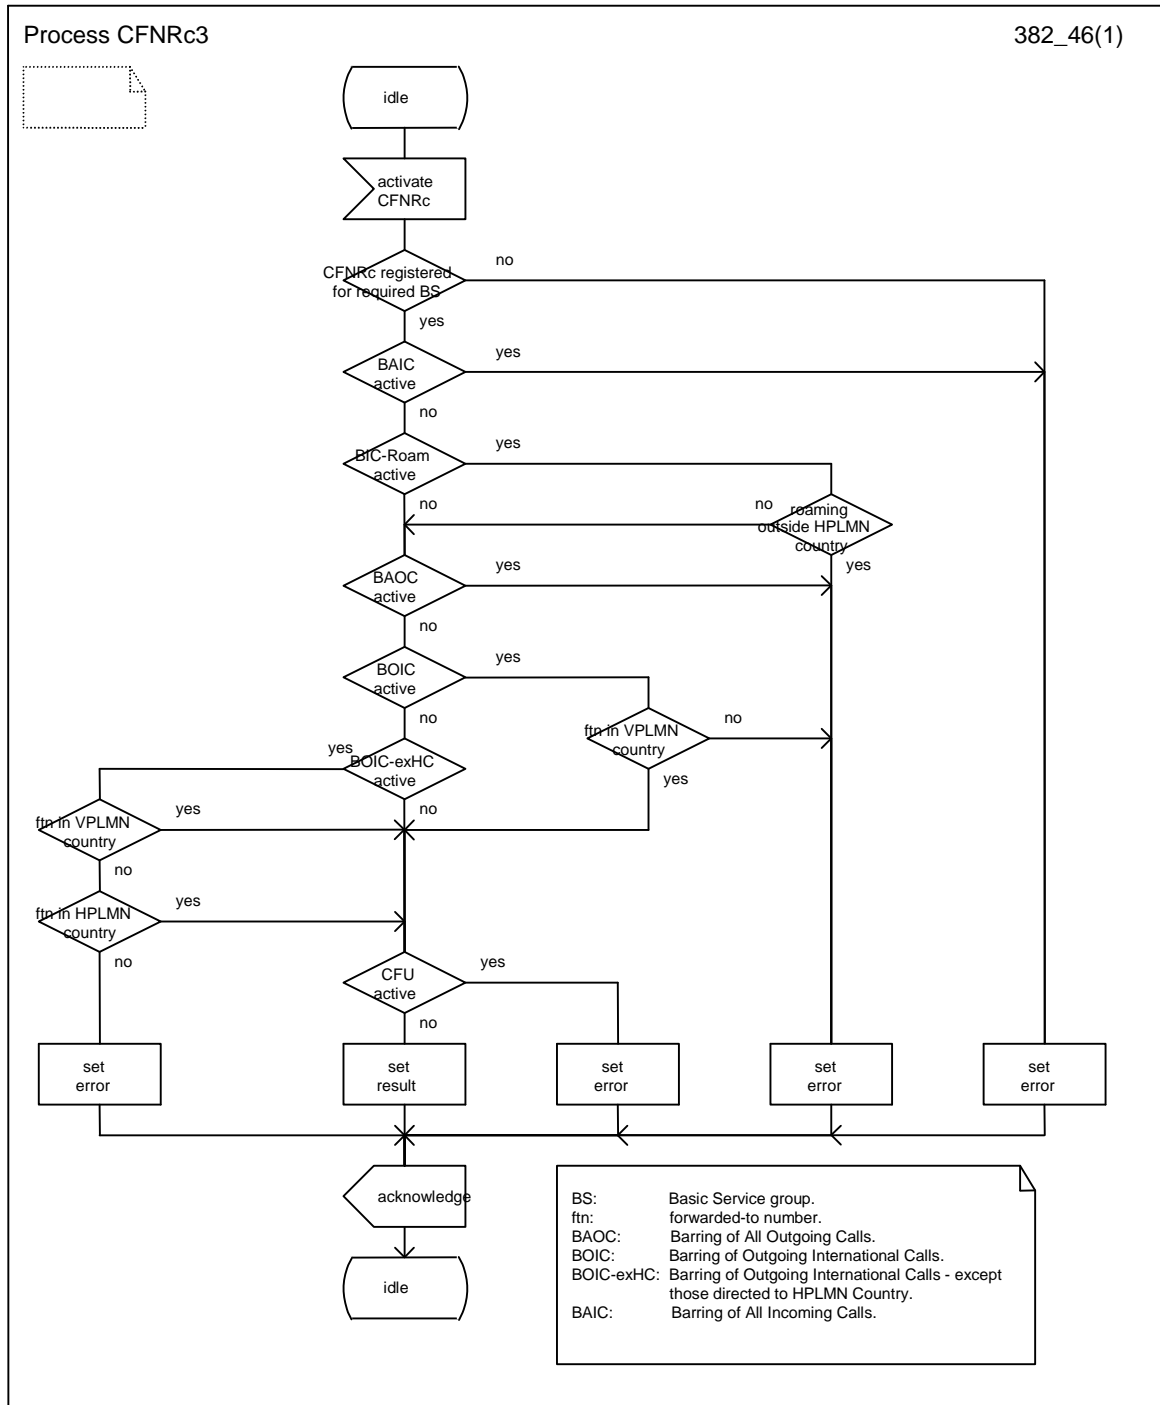 Process CFNRc3
382_46(1)
idle
activate
CFNRc
CFNRc registered
for required BS
no
yes
BAIC
active
yes
no
BIC-Roam
active
yes
no
no
roaming
outside HPLMN
country
yes
BAOC
active
yes
no
BOIC
active
yes
no
ftn in VPLMN
country
no
yes
yes
BOIC-exHC
active
no
ftn in VPLMN
country
yes
no
ftn in HPLMN
country
yes
no
CFU
active
yes
no
set
error
set
result
set
error
set
error
set
error
acknowledge
idle
BS: Basic Service group.
ftn: forwarded-to number.
BAOC: Barring of All Outgoing Calls.
BOIC: Barring of Outgoing International Calls.
BOIC-exHC: Barring of Outgoing International Calls - except
those directed to HPLMN Country.
BAIC: Barring of All Incoming Calls.